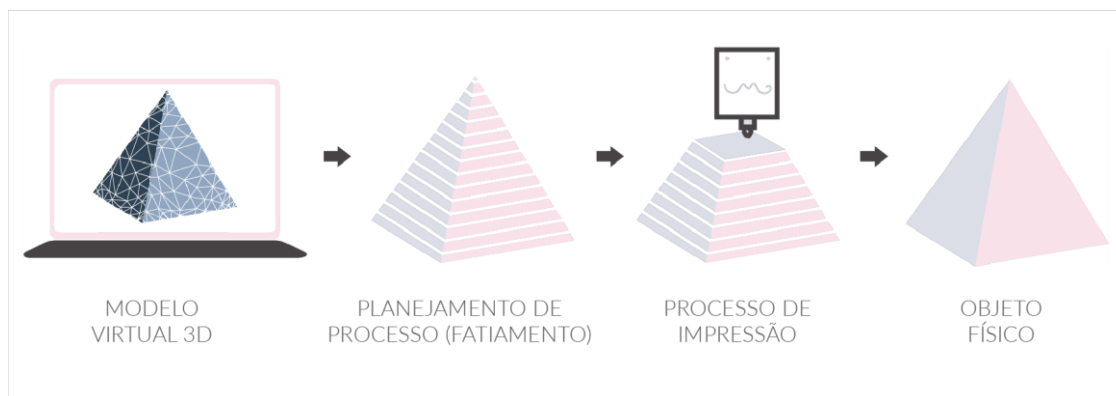 MODELO
VIRTUAL 3D
PLANEJAMENTO DE
PROCESSO (FATIAMENTO)
PROCESSO DE
IMPRESSÃO
OBJETO
FÍSICO